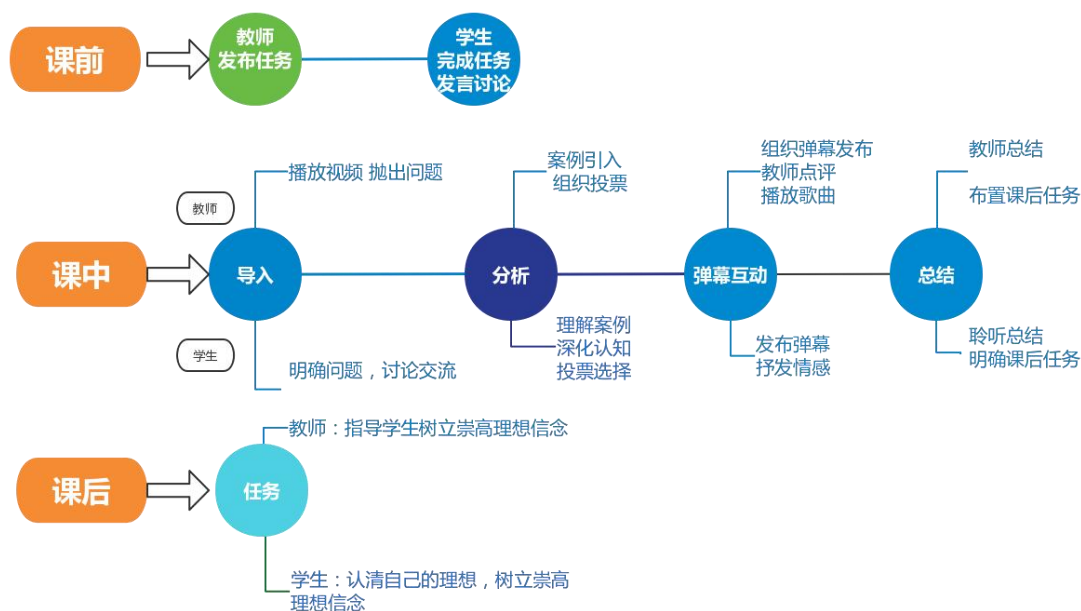 课前
教师
发布任务
学生
完成任务
发言讨论
播放视频 抛出问题
案例引入
组织投票
组织弹幕发布
教师点评
播放歌曲
教师总结
布置课后任务
教师
课中
导入
分析
弹幕互动
总结
学生
明确问题，讨论交流
理解案例
深化认知
投票选择
发布弹幕
抒发情感
聆听总结
明确课后任务
教师：指导学生树立崇高理想信念
课后
任务
学生：认清自己的理想，树立崇高
理想信念